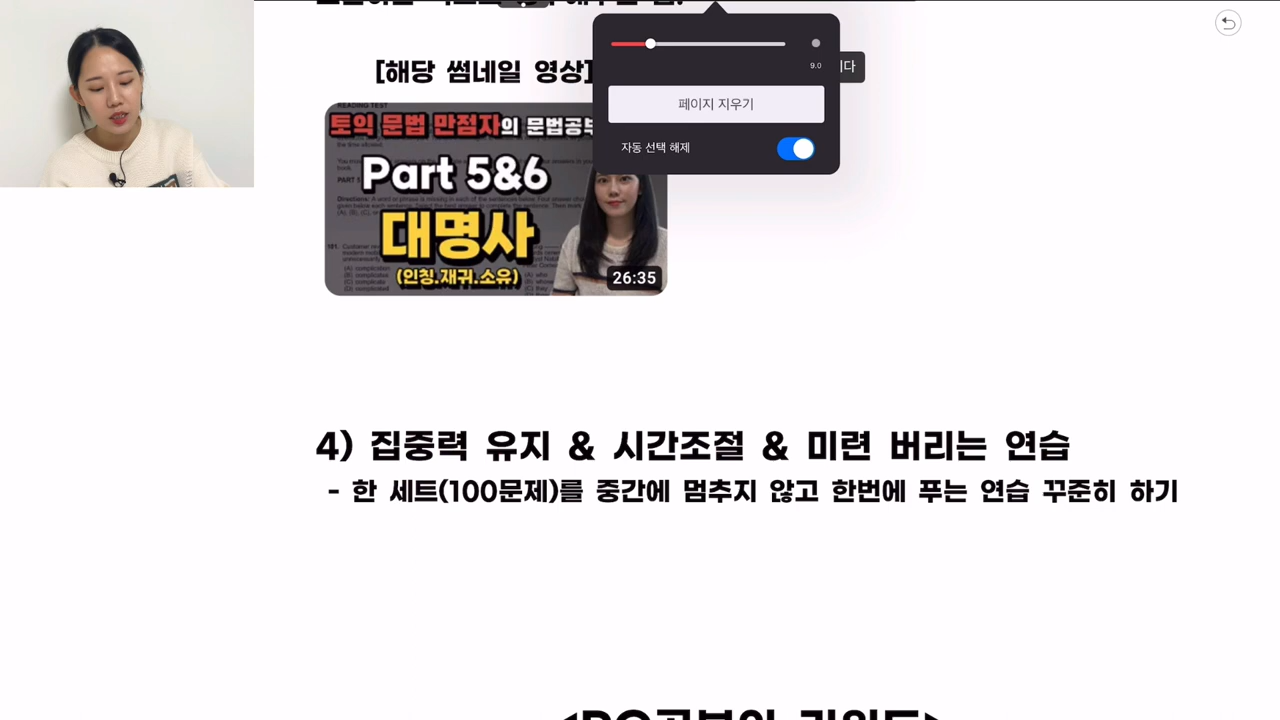 [해당 썸네일 영상]
9.0
니다
페이지 지우기
자동 선택 해제
READING TEST
토익 문법 만점자의 문법공부
Part 5&6
대명사
(인칭.재귀.소유)
26:35
4) 집중력 유지 & 시간조절 & 미련 버리는 연습
- 한 세트(100문제)를 중간에 멈추지 않고 한번에 푸는 연습 꾸준히 하기